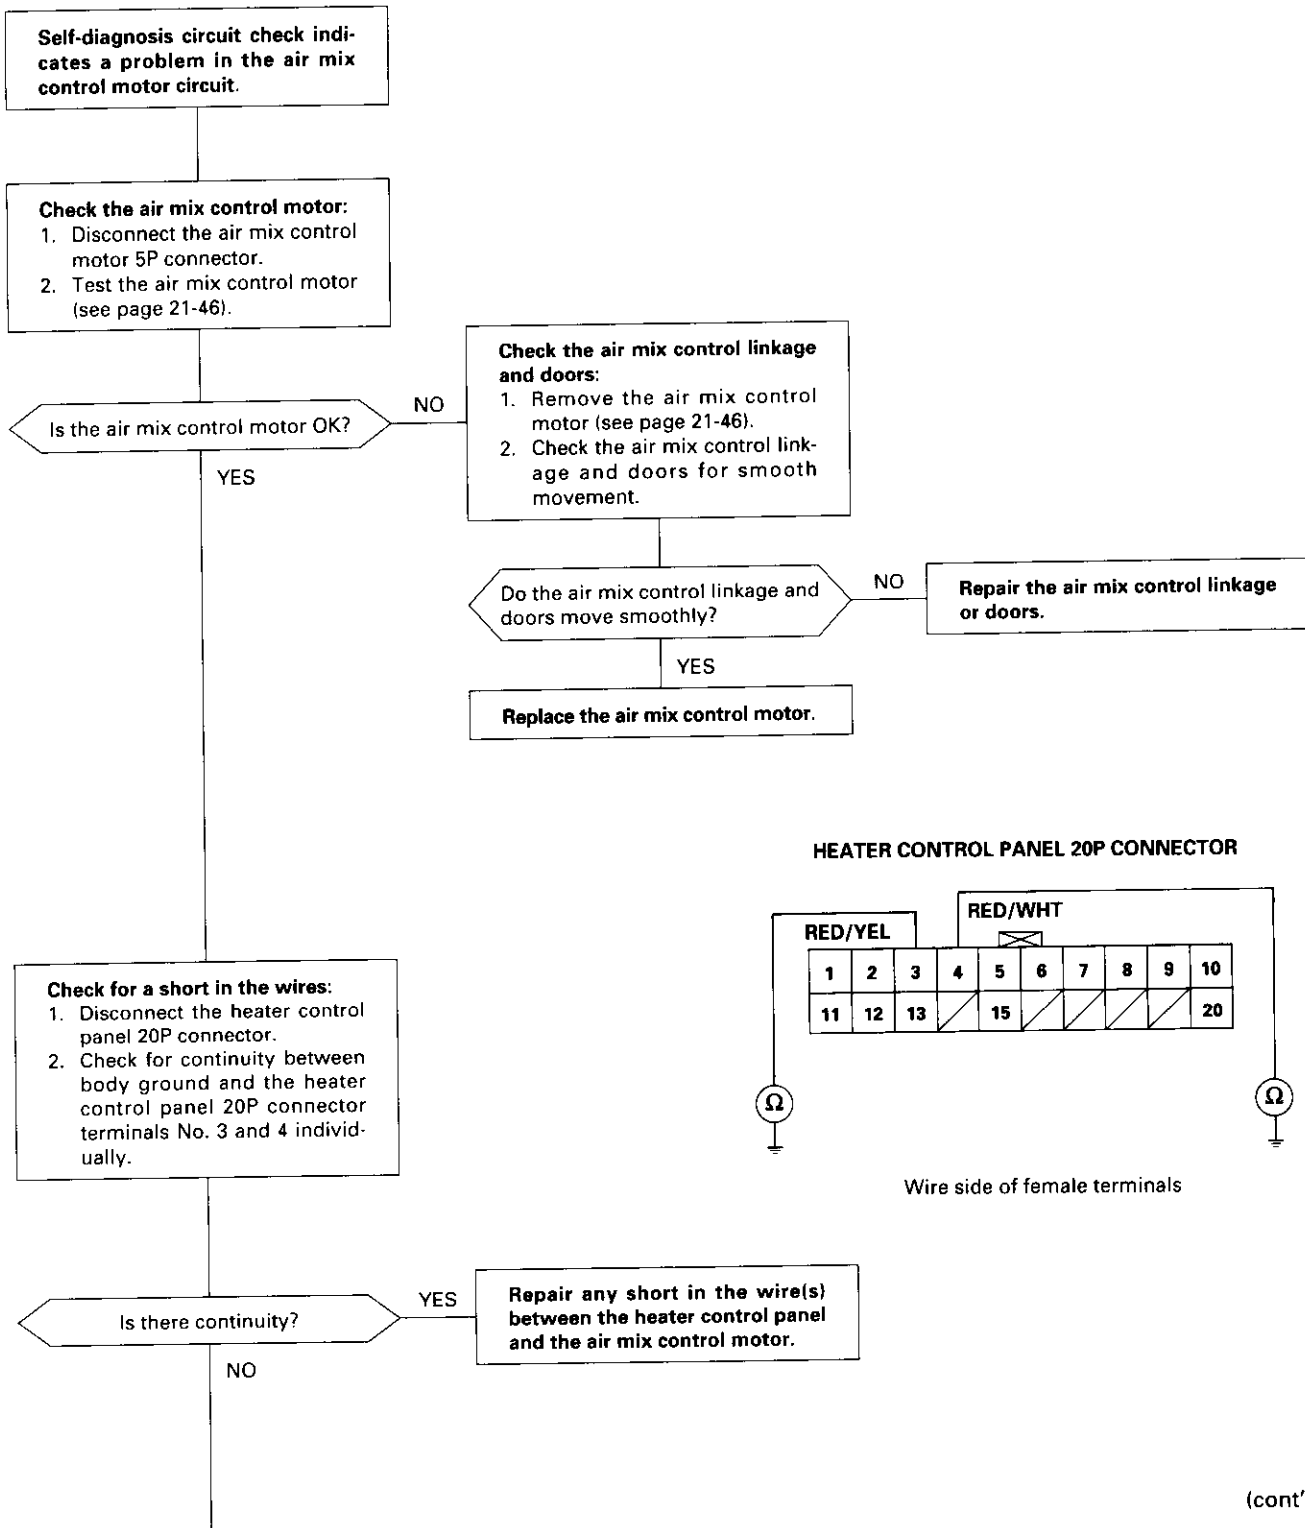 Self-diagnosis circuit check indi-
cates a problem in the air mix
control motor circuit.
Check the air mix control motor:
1. Disconnect the air mix control
motor 5P connector.
2. Test the air mix control motor
(see page 21-46).
Is the air mix control motor OK?
NO
YES
Check the air mix control linkage
and doors:
1. Remove the air mix control
motor (see page 21-46).
2. Check the air mix control link-
age and doors for smooth
movement.
Do the air mix control linkage and
doors move smoothly?
NO
Repair the air mix control linkage
or doors.
YES
Replace the air mix control motor.
HEATER CONTROL PANEL 20P CONNECTOR
RED/YEL
RED/WHT
1 2 3 4 5 6 7 8 9 10
11 12 13 15 20
Ω Ω
Wire side of female terminals
Check for a short in the wires:
1. Disconnect the heater control
panel 20P connector.
2. Check for continuity between
body ground and the heater
control panel 20P connector
terminals No. 3 and 4 individ-
ually.
Is there continuity?
YES
Repair any short in the wire(s)
between the heater control panel
and the air mix control motor.
NO
(cont'